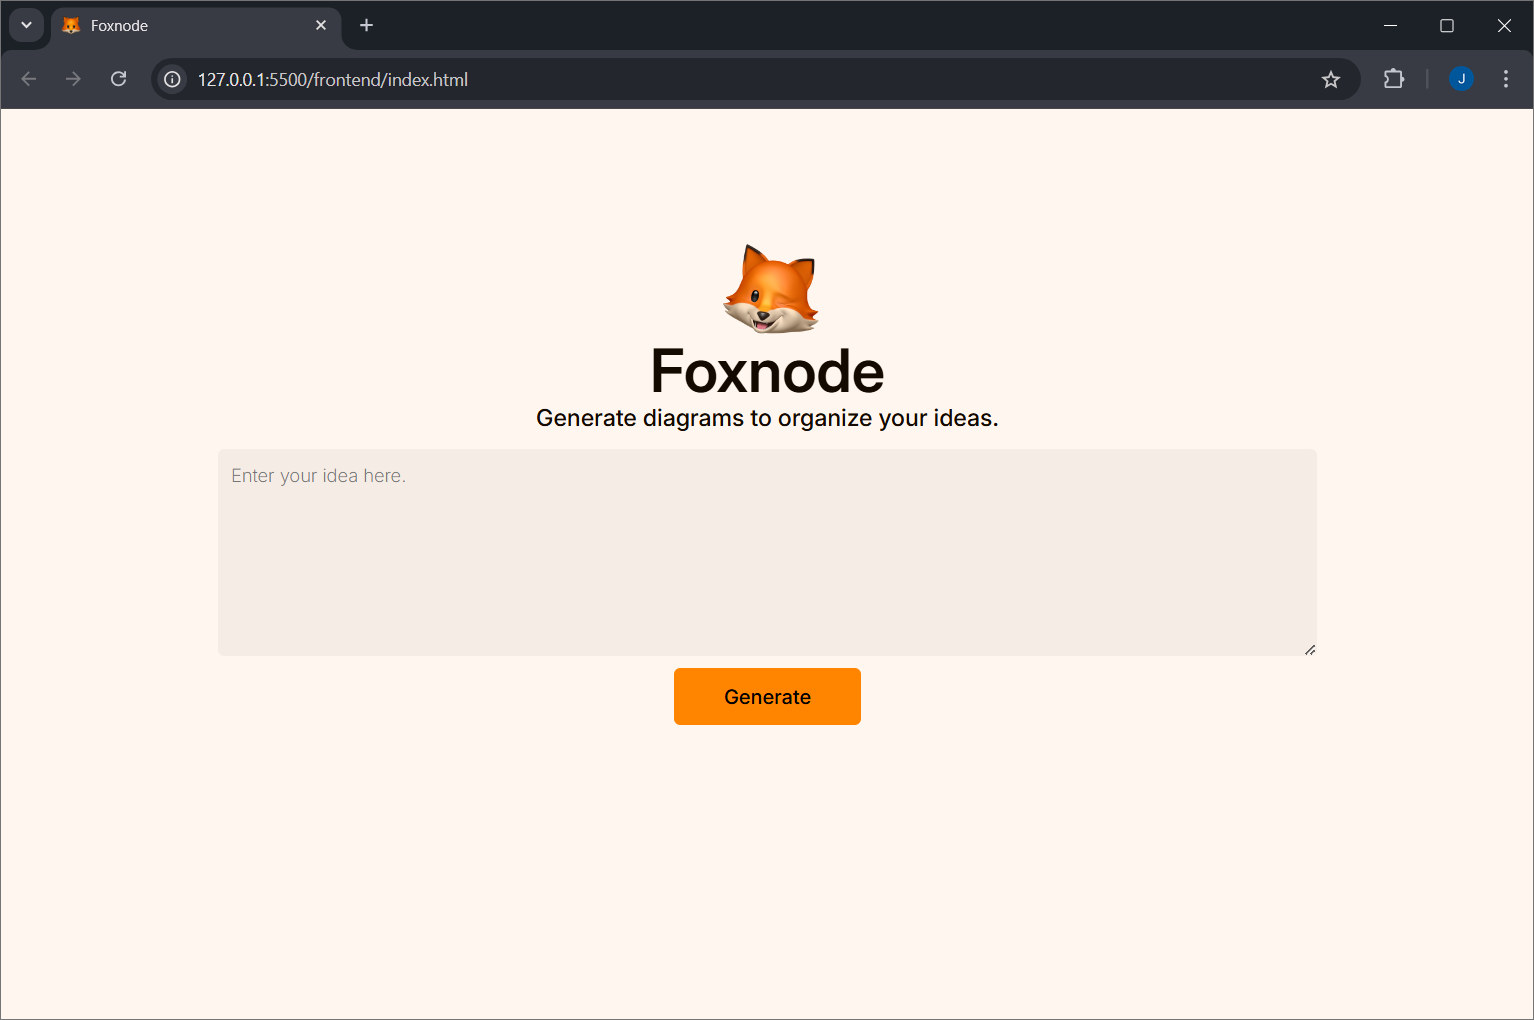 Foxnode
127.0.0.1:5500/frontend/index.html
J
Foxnode
Generate diagrams to organize your ideas.
Enter your idea here.
Generate